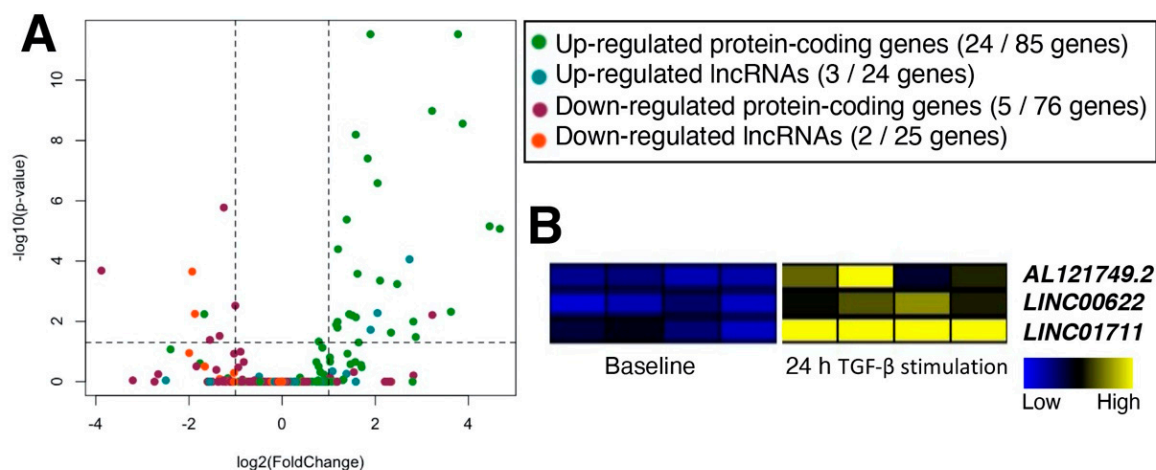 A
Up-regulated protein-coding genes (24 / 85 genes)
Up-regulated lncRNAs (3 / 24 genes)
Down-regulated protein-coding genes (5 / 76 genes)
Down-regulated lncRNAs (2 / 25 genes)
-log10(p-value)
10
8
6
4
2
0
-4
-2
0
2
4
log2(FoldChange)
B
AL121749.2
LINC00622
LINC01711
Baseline
24 h TGF-β stimulation
Low
High